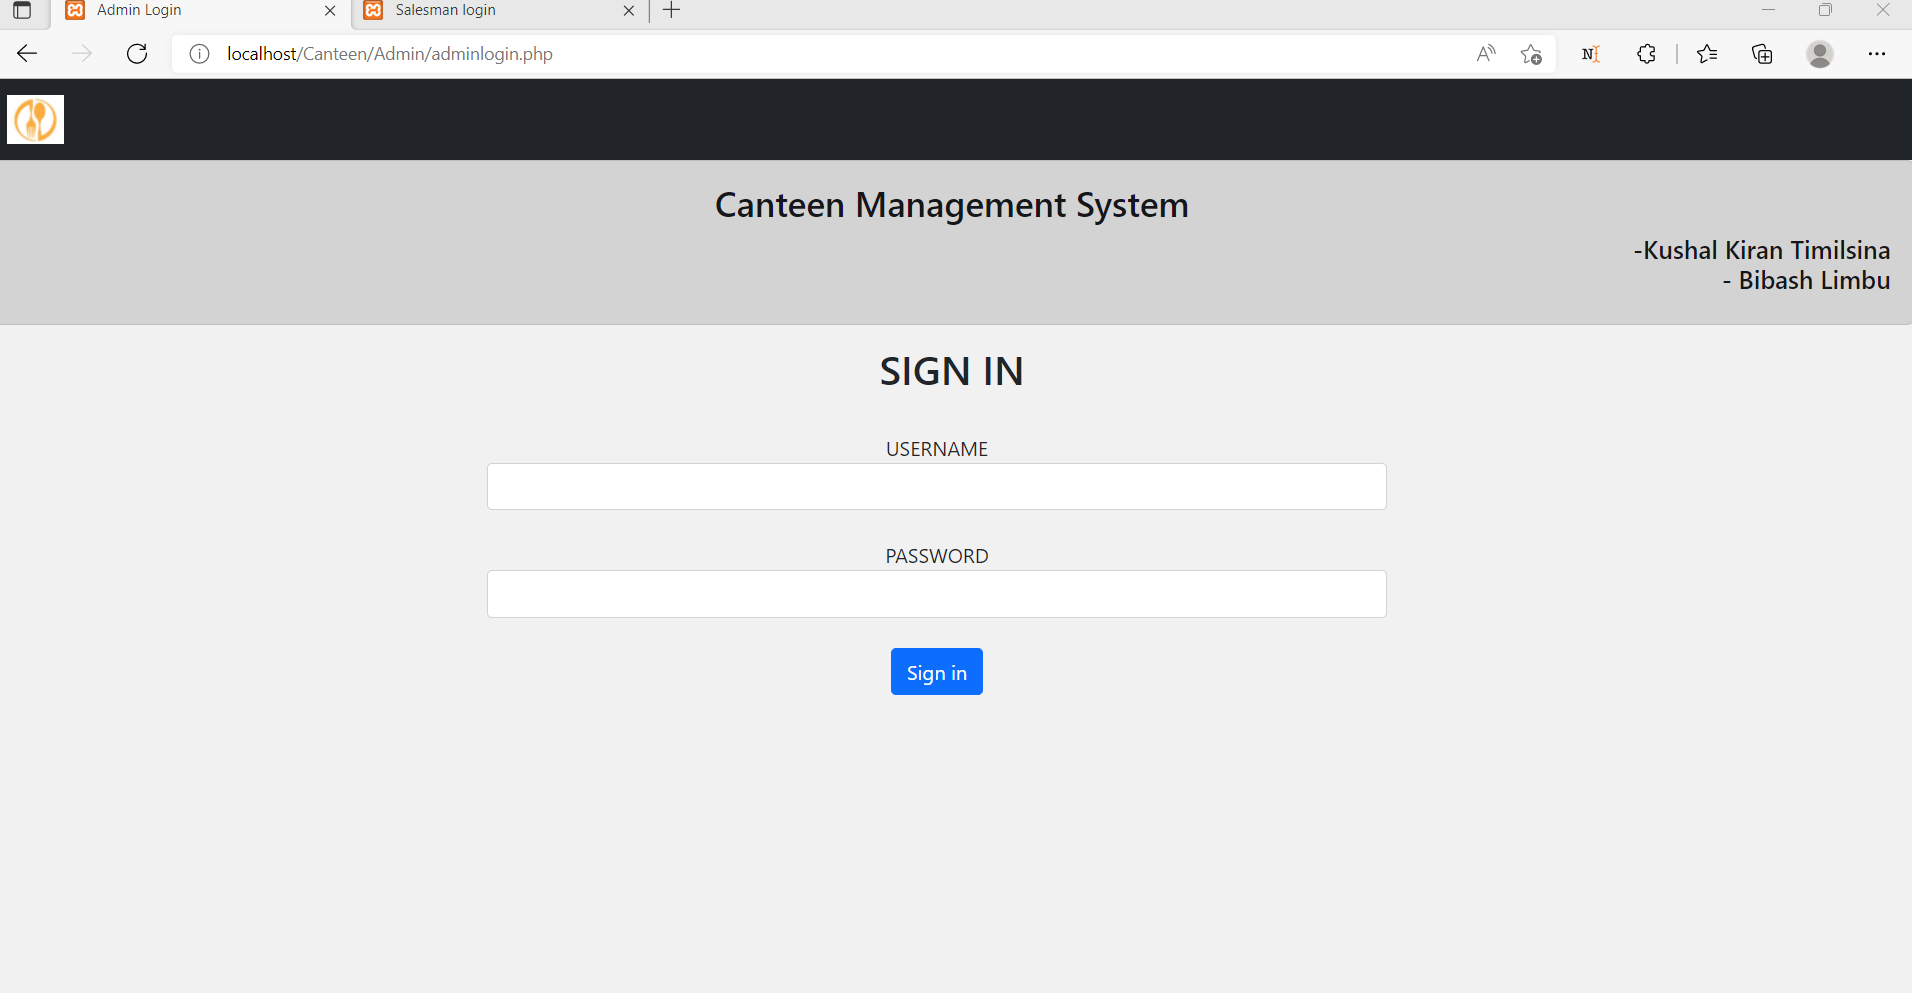 Admin Login
Salesman login
localhost/Canteen/Admin/adminlogin.php
Canteen Management System
-Kushal Kiran Timilsina
- Bibash Limbu
SIGN IN
USERNAME
PASSWORD
Sign in